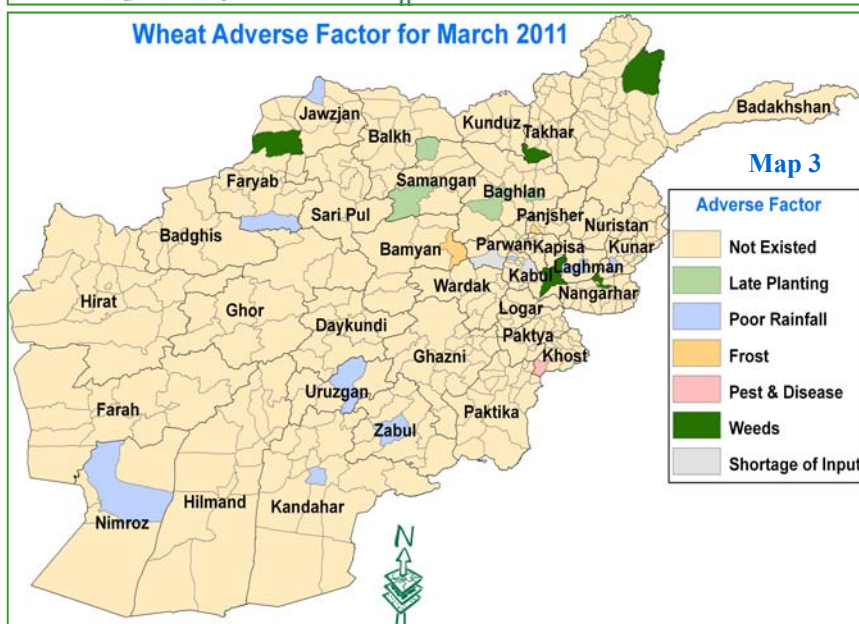 Wheat Adverse Factor for March 2011
Badakhshan
Jawzjan
Kunduz
Takhar
Balkh
Map 3
Faryab
Samangan
Baghlan
Adverse Factor
Sari Pul
Panjsher
Nuristan
Badghis
Bamyan
Parwan
Kapisa
Kunar
Not Existed
Kabul
Laghman
Hirat
Wardak
Nangarhar
Late Planting
Ghor
Logar
Daykundi
Paktya
Poor Rainfall
Ghazni
Khost
Frost
Uruzgan
Pest & Disease
Farah
Paktika
Zabul
Weeds
Shortage of Input
Hilmand
Kandahar
Nimroz
N